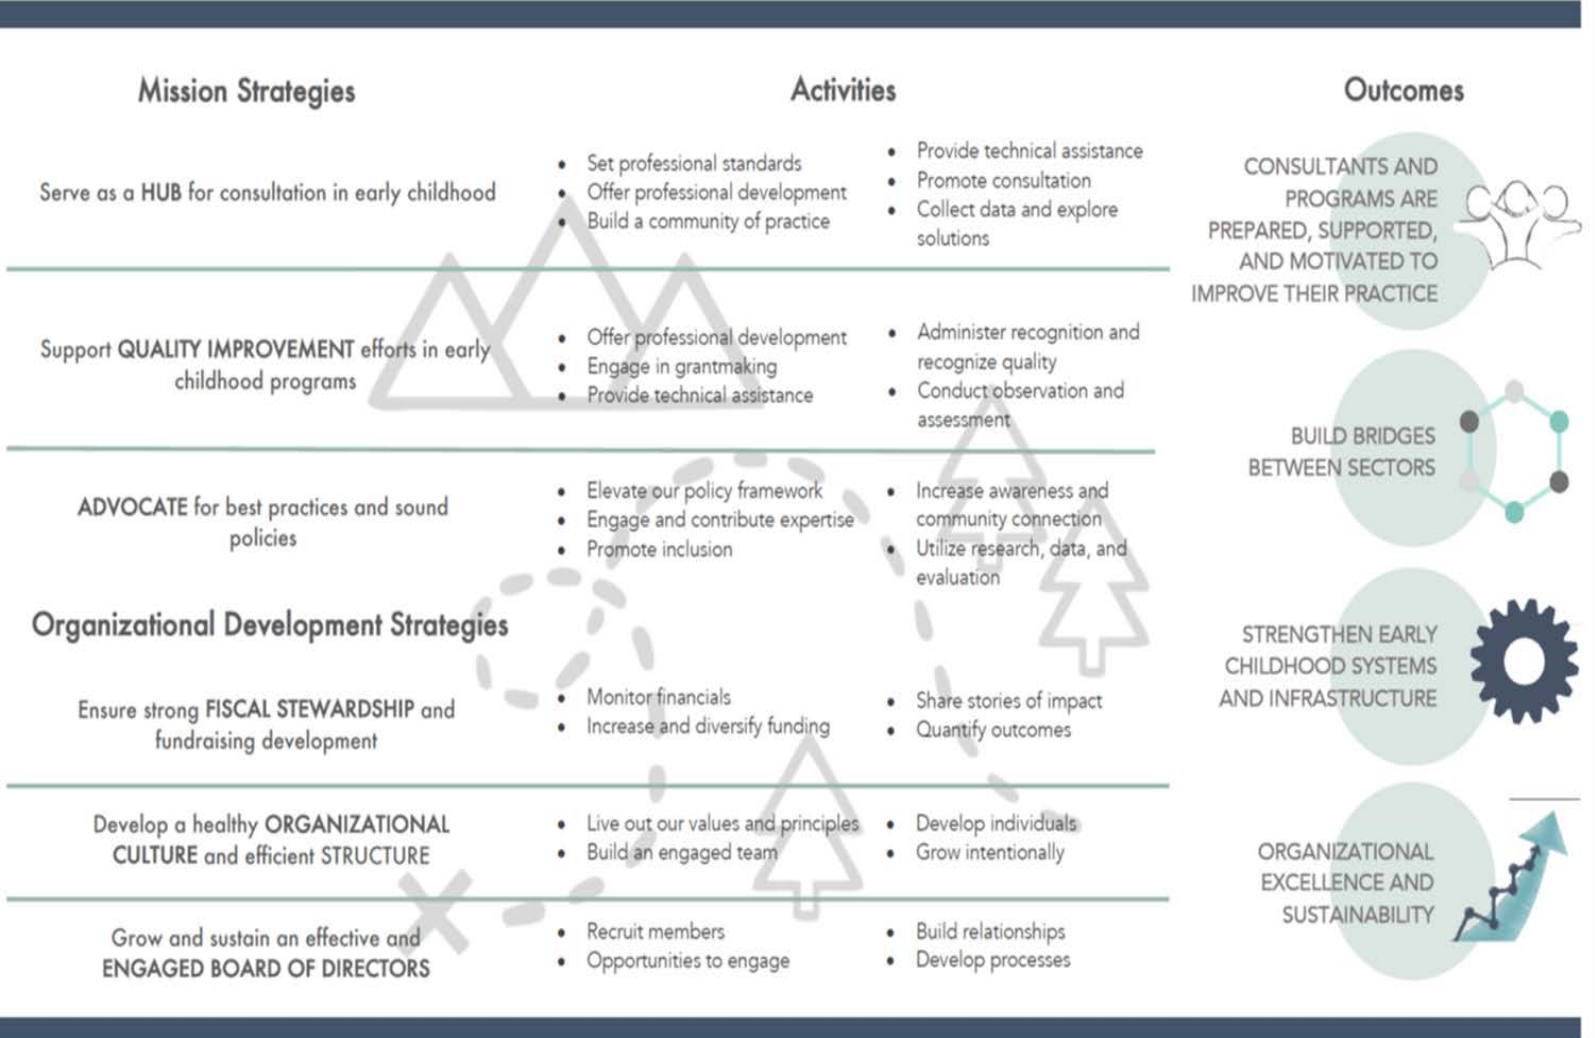 Mission Strategies
Activities
Outcomes
Serve as a HUB for consultation in early childhood
• Set professional standards
• Offer professional development
• Build a community of practice
• Provide technical assistance
• Promote consultation
• Collect data and explore
solutions
CONSULTANTS AND
PROGRAMS ARE
PREPARED, SUPPORTED,
AND MOTIVATED TO
IMPROVE THEIR PRACTICE
Support QUALITY IMPROVEMENT efforts in early
childhood programs
• Offer professional development
• Engage in grantmaking
• Provide technical assistance
• Administer recognition and
recognize quality
• Conduct observation and
assessment
BUILD BRIDGES
BETWEEN SECTORS
ADVOCATE for best practices and sound
policies
• Elevate our policy framework
• Engage and contribute expertise
• Promote inclusion
• Increase awareness and
community connection
• Utilize research, data, and
evaluation
Organizational Development Strategies
STRENGTHEN EARLY
CHILDHOOD SYSTEMS
AND INFRASTRUCTURE
Ensure strong FISCAL STEWARDSHIP and
fundraising development
• Monitor financials
• Increase and diversify funding
• Share stories of impact
• Quantify outcomes
Develop a healthy ORGANIZATIONAL
CULTURE and efficient STRUCTURE
• Live out our values and principles
• Build an engaged team
• Develop individuals
• Grow intentionally
ORGANIZATIONAL
EXCELLENCE AND
SUSTAINABILITY
Grow and sustain an effective and
ENGAGED BOARD OF DIRECTORS
• Recruit members
• Opportunities to engage
• Build relationships
• Develop processes